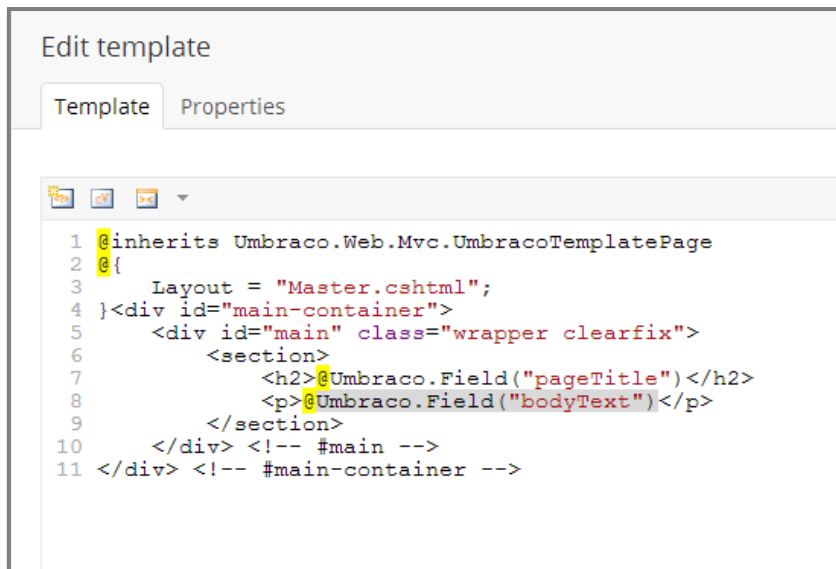 Edit template
Template Properties
1 @inherits Umbraco.Web.Mvc.UmbracoTemplatePage
2 @{
3     Layout = "Master.cshtml";
4 }<div id="main-container">
5     <div id="main" class="wrapper clearfix">
6         <section>
7             <h2>@Umbraco.Field("pageTitle")</h2>
8             <p>@Umbraco.Field("bodyText")</p>
9         </section>
10     </div> <!-- #main -->
11 </div> <!-- #main-container -->